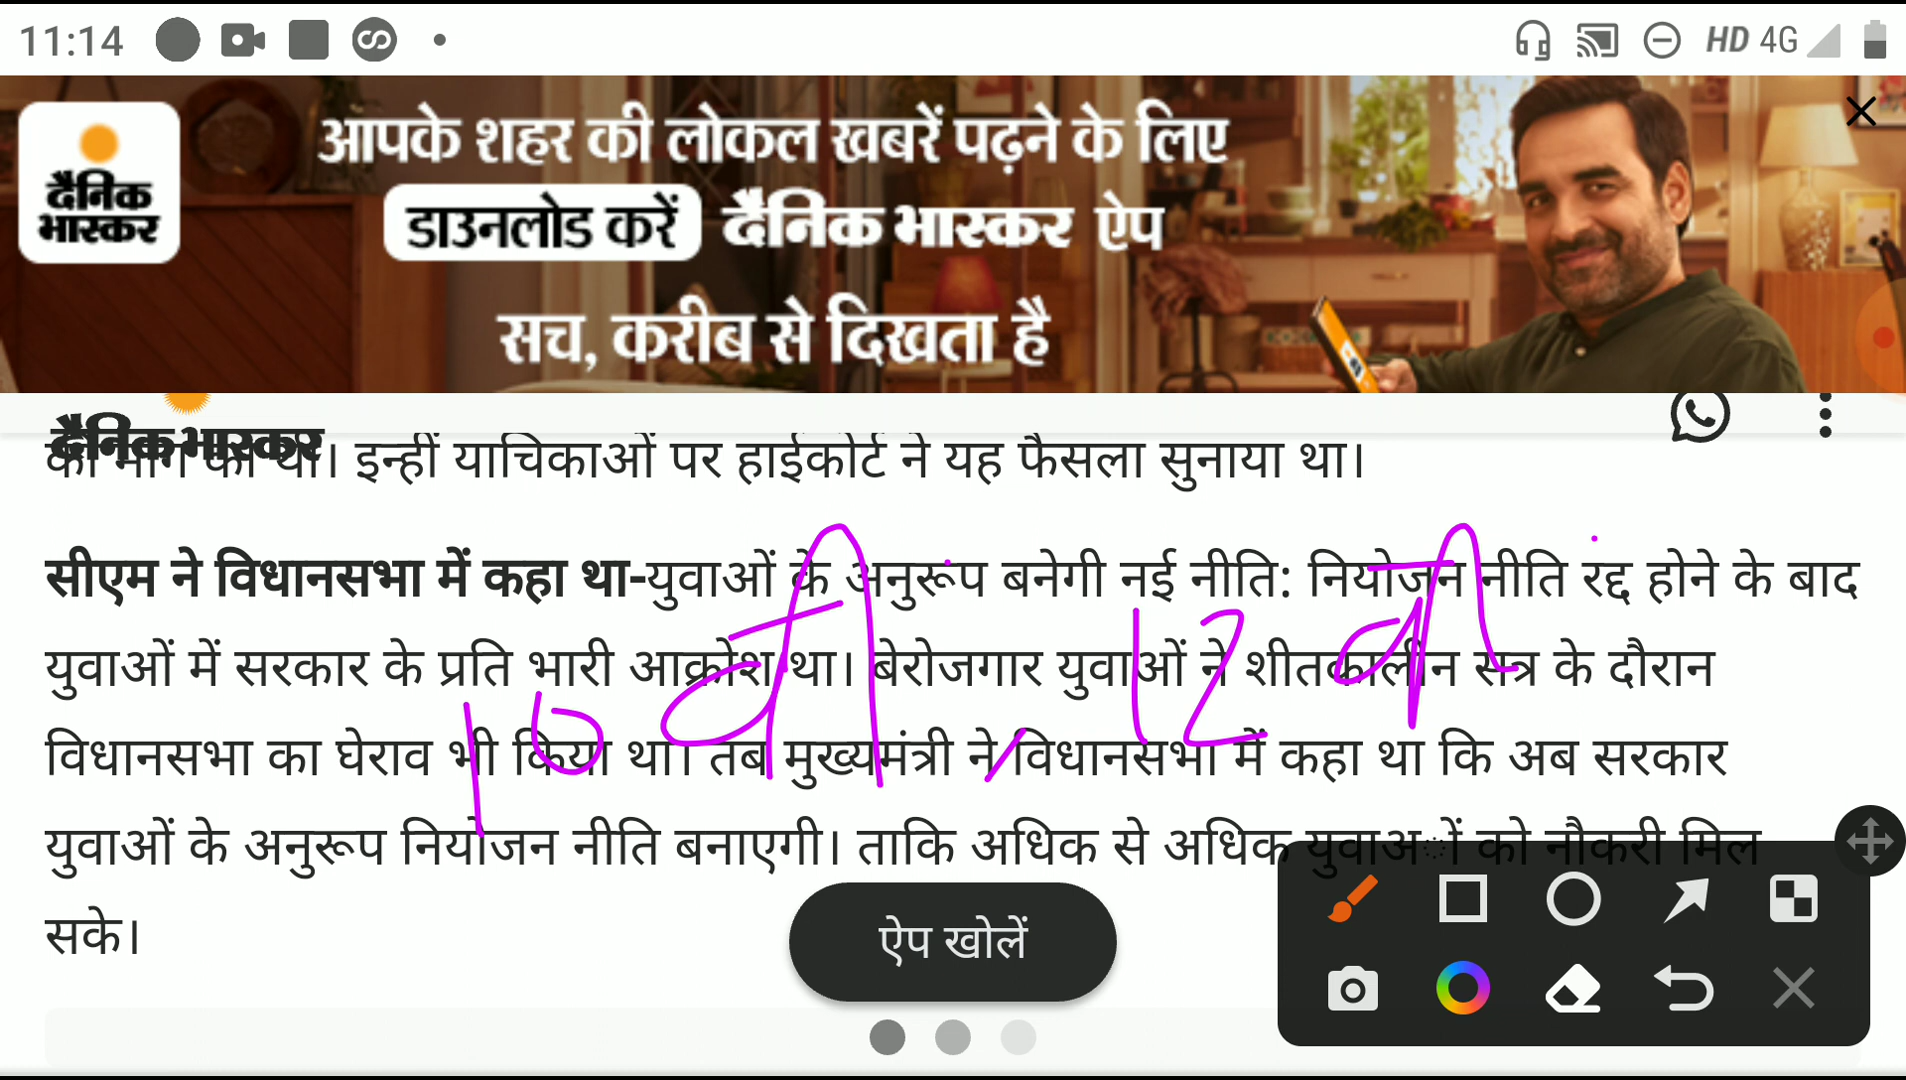 11:14
HD 4G
दैनिक
भास्कर
आपके शहर की लोकल खबरें पढ़ने के लिए
डाउनलोड करें दैनिक भास्कर ऐप
सच, करीब से दिखता है
दैनिक भास्कर
की मांग की थी। इन्हीं याचिकाओं पर हाईकोर्ट ने यह फैसला सुनाया था।
सीएम ने विधानसभा में कहा था-युवाओं के अनुरूप बनेगी नई नीति: नियोजन नीति रद्द होने के बाद
युवाओं में सरकार के प्रति भारी आक्रोश था। बेरोजगार युवाओं ने शीतकालीन सत्र के दौरान
विधानसभा का घेराव भी किया था। तब मुख्यमंत्री ने विधानसभा में कहा था कि अब सरकार
युवाओं के अनुरूप नियोजन नीति बनाएगी। ताकि अधिक से अधिक युवाअों को नौकरी मिल
सके।
10 वीं, 12 वीं
ऐप खोलें